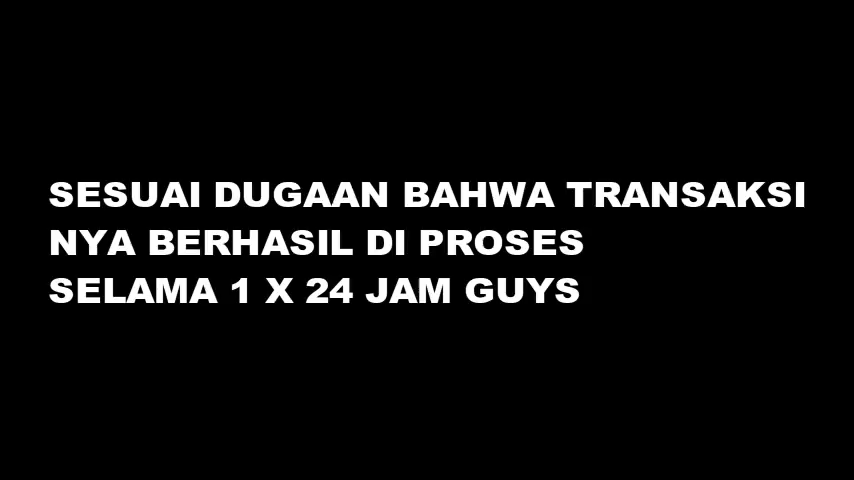 SESUAI DUGAAN BAHWA TRANSAKSI
NYA BERHASIL DI PROSES
SELAMA 1 X 24 JAM GUYS